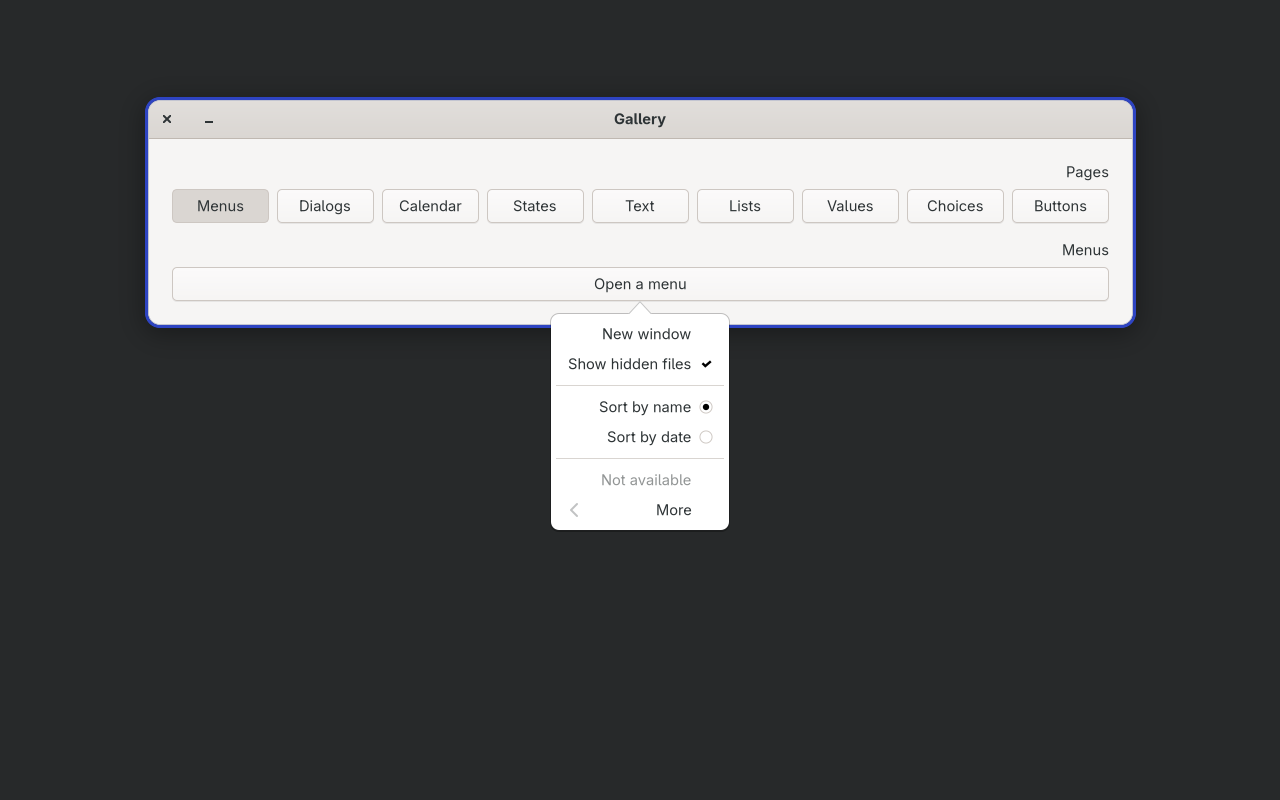 Gallery
Pages
Menus Dialogs Calendar States Text Lists Values Choices Buttons
Menus
Open a menu
New window
Show hidden files
Sort by name
Sort by date
Not available
More